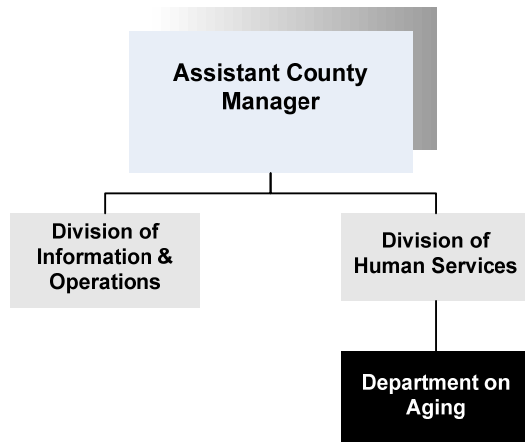 Assistant County
Manager
Division of
Information &
Operations
Division of
Human Services
Department on
Aging